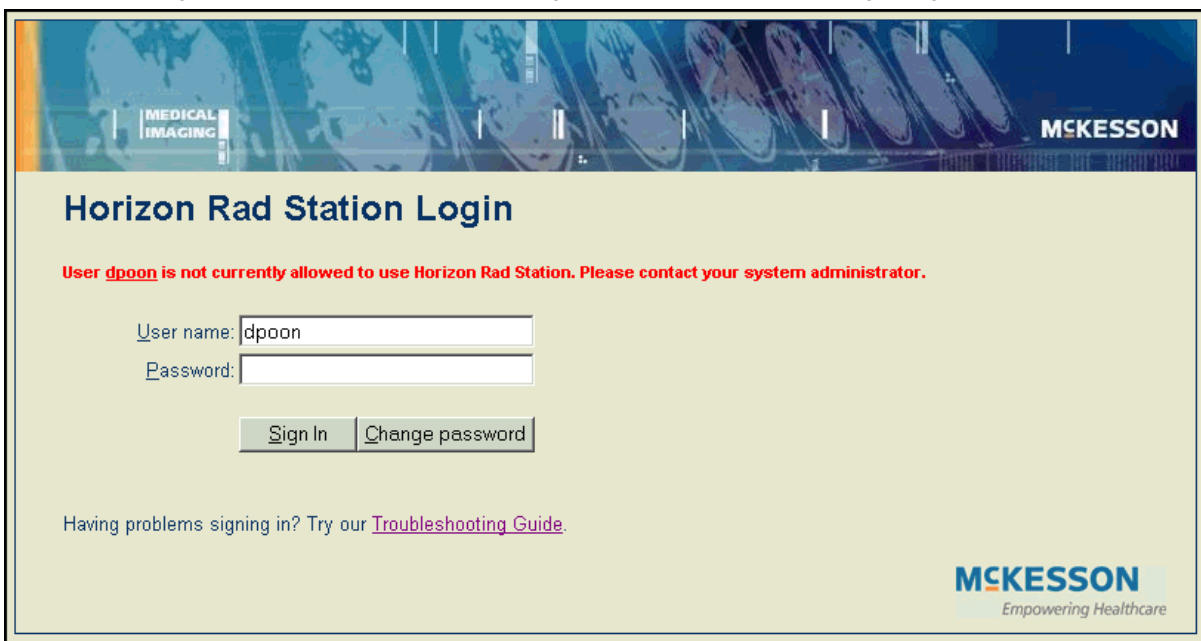 MEDICAL
IMAGING
MCKESSON
Horizon Rad Station Login
User dpoon is not currently allowed to use Horizon Rad Station. Please contact your system administrator.
User name: dpoon
Password:
Sign In Change password
Having problems signing in? Try our Troubleshooting Guide.
MCKESSON
Empowering Healthcare